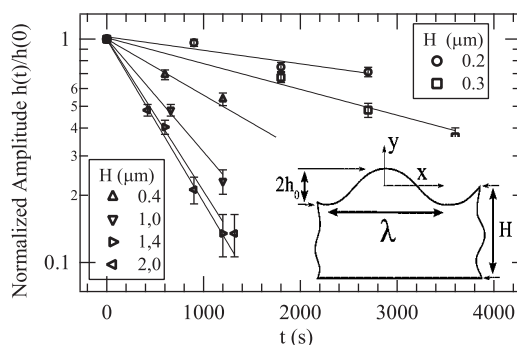 Normalized Amplitude h(t)/h(0)
1
8
6
5
4
3
2
0.1
H (μm)
0.2
0.3
H (μm)
0.4
1,0
1,4
2,0
y
x
2h₀
λ
H
0 1000 2000 3000 4000
t (s)